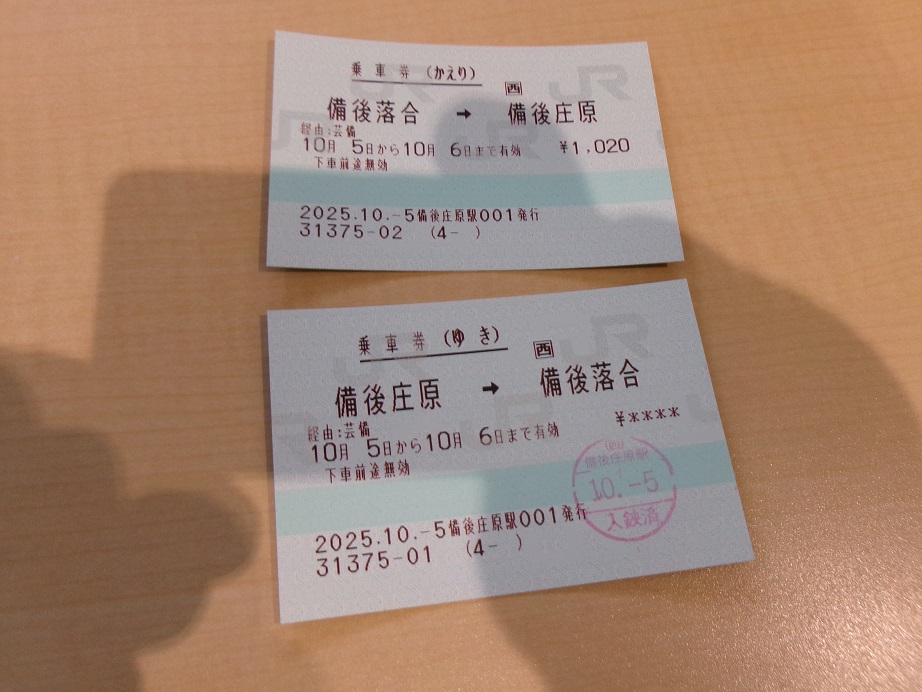 乗車券(かえり)
西
備後落合 → 備後庄原
経由:芸備
10月 5日から10月 6日まで有効 ¥1,020
下車前途無効
2025.10.-5備後庄原駅001発行
31375-02 (4- )
乗車券(ゆき)
西
備後庄原 → 備後落合
経由:芸備
10月 5日から10月 6日まで有効 ¥****
下車前途無効
備後庄原駅
10.-5
入鋏済
2025.10.-5備後庄原駅001発行
31375-01 (4- )
JR